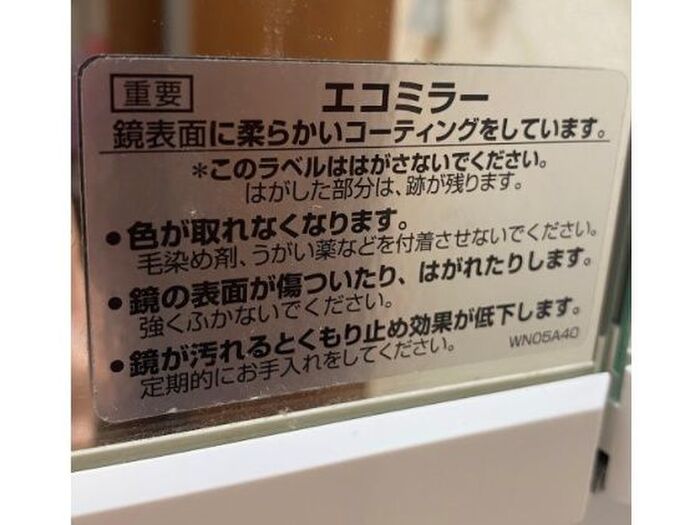 重要 エコミラー
鏡表面に柔らかいコーティングをしています。
*このラベルははがさないでください。
はがした部分は、跡が残ります。
●色が取れなくなります。
毛染め剤、うがい薬などを付着させないでください。
●鏡の表面が傷ついたり、はがれたりします。
強くふかないでください。
●鏡が汚れるとくもり止め効果が低下します。
定期的にお手入れをしてください。
WN05A40